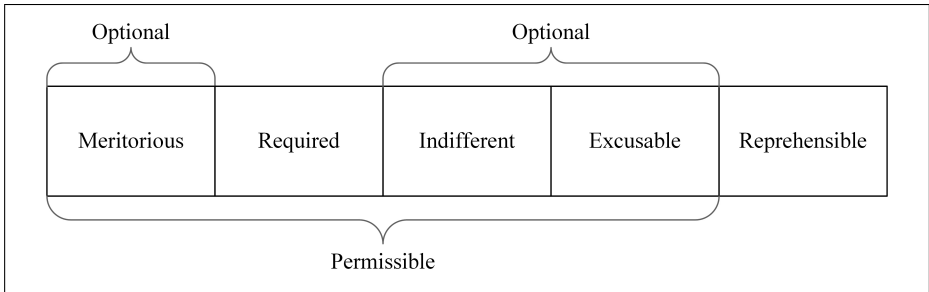 Optional Optional
Meritorious Required Indifferent Excusable Reprehensible
Permissible